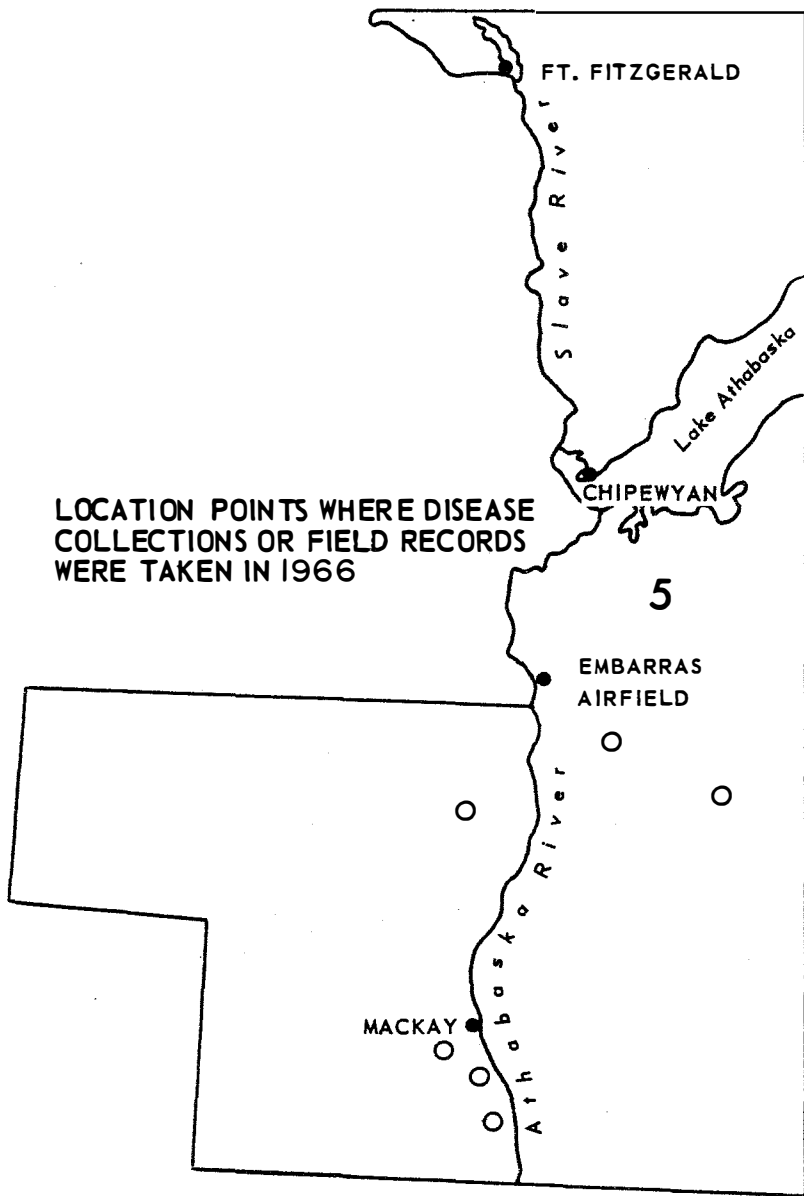 FT. FITZGERALD
Slave River
Lake Athabaska
CHIPEWYAN
LOCATION POINTS WHERE DISEASE
COLLECTIONS OR FIELD RECORDS
WERE TAKEN IN 1966
5
EMBARRAS
AIRFIELD
Athabaska River
MACKAY